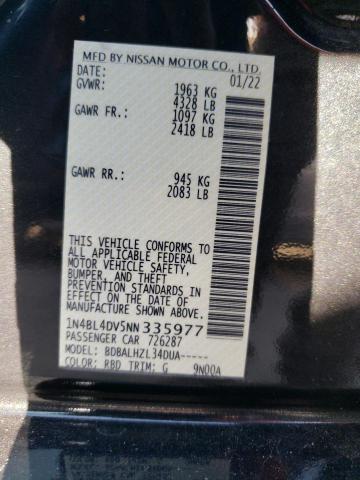 MFD BY NISSAN MOTOR CO., LTD.
DATE: 01/22
GVWR: 1963 KG
4328 LB
GAWR FR.: 1097 KG
2418 LB
GAWR RR.: 945 KG
2083 LB
THIS VEHICLE CONFORMS TO
ALL APPLICABLE FEDERAL
MOTOR VEHICLE SAFETY,
BUMPER, AND THEFT
PREVENTION STANDARDS
IN EFFECT ON THE DATE
OF MANUFACTURE SHOWN ABOVE.
1N4BL4DV5NN335977
PASSENGER CAR 726287
MODEL: BDBALHZL34DUA-----
COLOR: RBD TRIM: G 9N00A